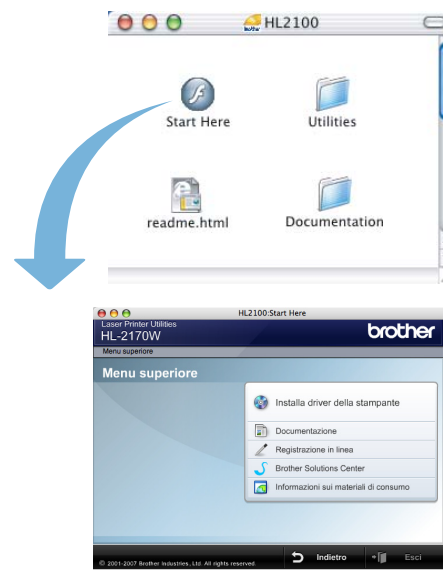 HL2100
Start Here
Utilities
readme.html
Documentation
HL2100:Start Here
Laser Printer Utilities
HL-2170W
brother
Menu superiore
Menu superiore
Installa driver della stampante
Documentazione
Registrazione in linea
Brother Solutions Center
Informazioni sui materiali di consumo
© 2001-2007 Brother Industries, Ltd. All rights reserved.
Indietro
Esci